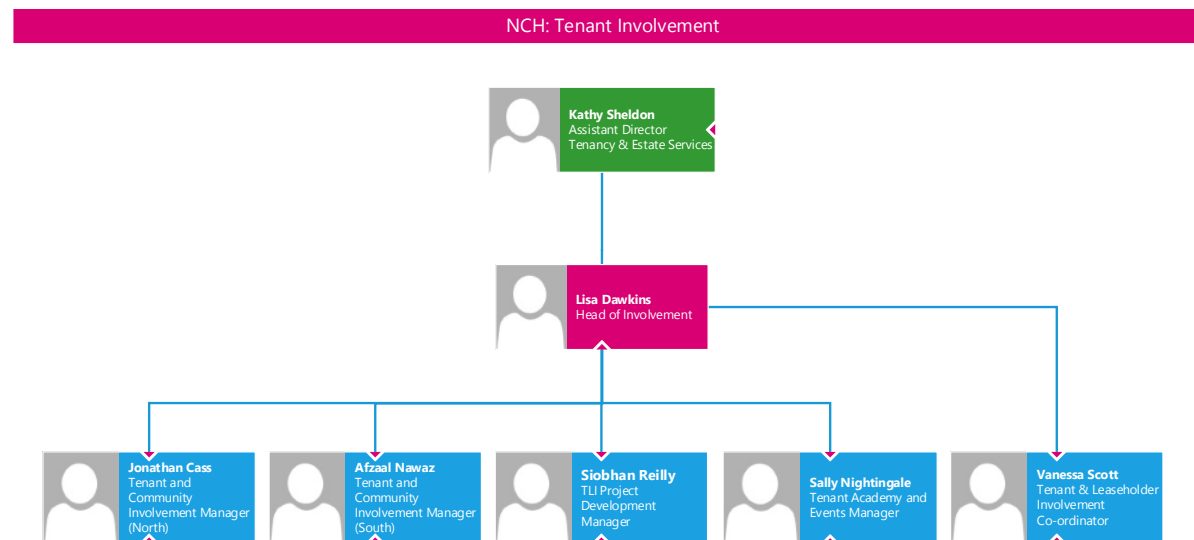 NCH: Tenant Involvement
Kathy Sheldon
Assistant Director
Tenancy & Estate Services
Lisa Dawkins
Head of Involvement
Jonathan Cass
Tenant and
Community
Involvement Manager
(North)
Afzaal Nawaz
Tenant and
Community
Involvement Manager
(South)
Siobhan Reilly
TLI Project
Development
Manager
Sally Nightingale
Tenant Academy and
Events Manager
Vanessa Scott
Tenant & Leaseholder
Involvement
Co-ordinator